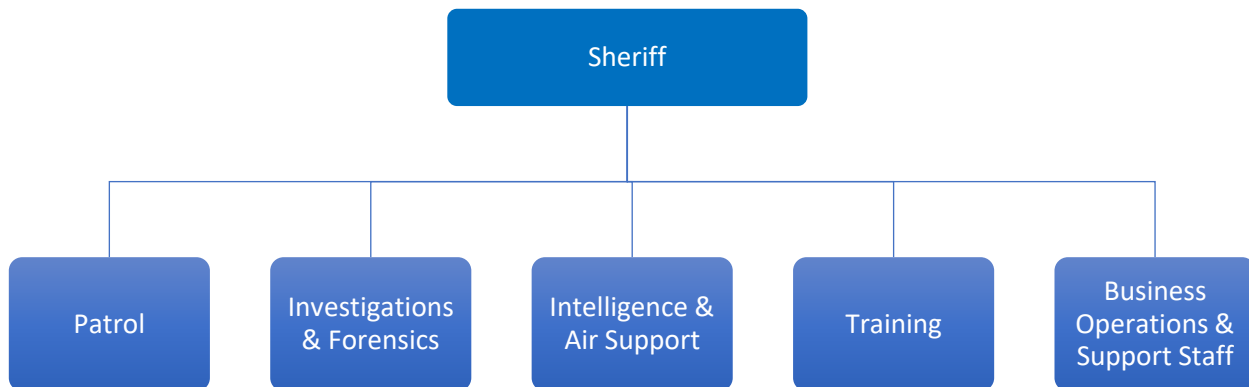 Sheriff
Patrol
Investigations
& Forensics
Intelligence &
Air Support
Training
Business
Operations &
Support Staff